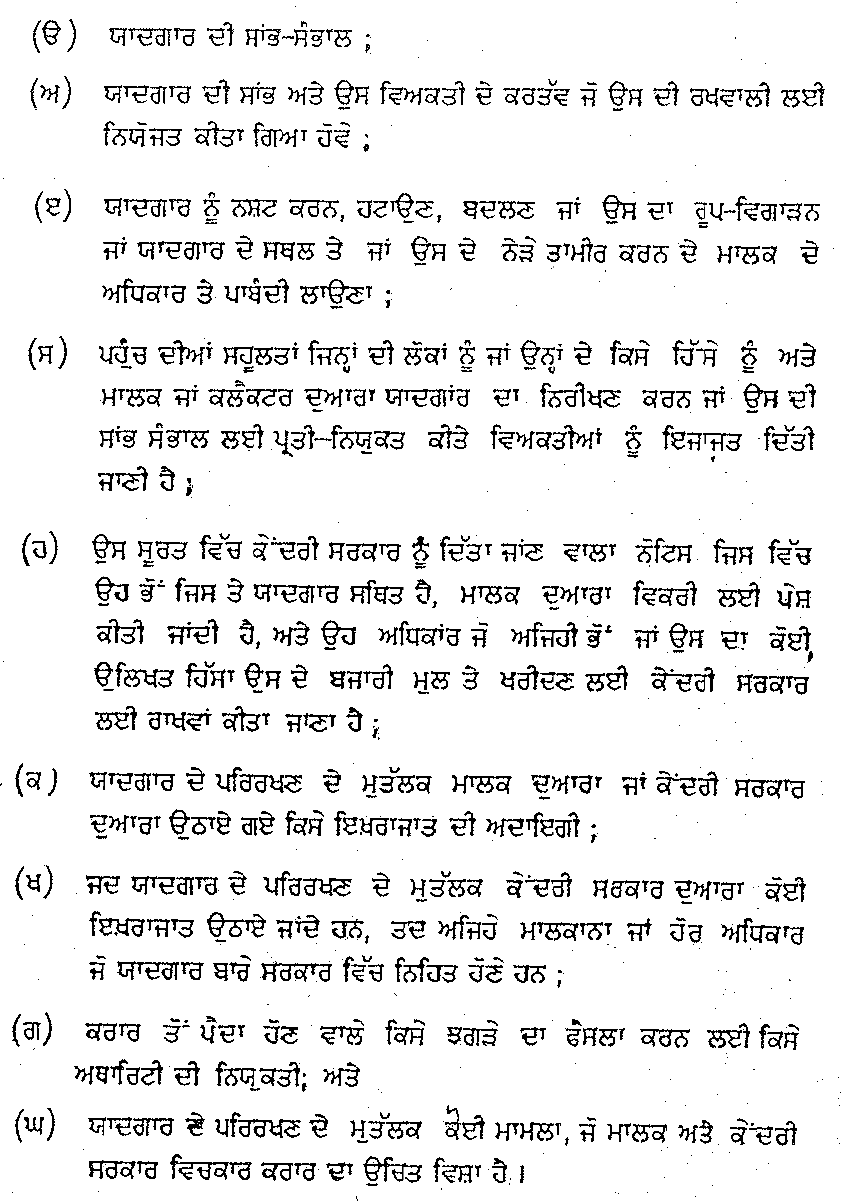 (ੳ) ਯਾਦਗਾਰ ਦੀ ਸਾਂਭ-ਸੰਭਾਲ ;
(ਅ) ਯਾਦਗਾਰ ਦੀ ਸਾਂਭ ਅਤੇ ਉਸ ਵਿਅਕਤੀ ਦੇ ਕਰਤੱਵ ਜੋ ਉਸ ਦੀ ਰਖਵਾਲੀ ਲਈ
ਨਿਯੋਜਤ ਕੀਤਾ ਗਿਆ ਹੋਵੇ ;
(ੲ) ਯਾਦਗਾਰ ਨੂੰ ਨਸ਼ਟ ਕਰਨ, ਹਟਾਉਣ, ਬਦਲਣ ਜਾਂ ਉਸ ਦਾ ਰੂਪ-ਵਿਗਾੜਨ
ਜਾਂ ਯਾਦਗਾਰ ਦੇ ਸਥਲ ਤੇ ਜਾਂ ਉਸ ਦੇ ਨੇੜੇ ਤਾਮੀਰ ਕਰਨ ਦੇ ਮਾਲਕ ਦੇ
ਅਧਿਕਾਰ ਤੇ ਪਾਬੰਦੀ ਲਾਉਣਾ ;
(ਸ) ਪਹੁੰਚ ਦੀਆਂ ਸਹੂਲਤਾਂ ਜਿਨ੍ਹਾਂ ਦੀ ਲੋਕਾਂ ਨੂੰ ਜਾਂ ਉਨ੍ਹਾਂ ਦੇ ਕਿਸੇ ਹਿੱਸੇ ਨੂੰ ਅਤੇ
ਮਾਲਕ ਜਾਂ ਕਲੈਕਟਰ ਦੁਆਰਾ ਯਾਦਗਾਂਰ ਦਾ ਨਿਰੀਖਣ ਕਰਨ ਜਾਂ ਉਸ ਦੀ
ਸਾਂਭ ਸੰਭਾਲ ਲਈ ਪ੍ਰਤੀ-ਨਿਯੁਕਤ ਕੀਤੇ ਵਿਅਕਤੀਆਂ ਨੂੰ ਇਜਾਜ਼ਤ ਦਿੱਤੀ
ਜਾਣੀ ਹੈ ;
(ਹ) ਉਸ ਸੂਰਤ ਵਿੱਚ ਕੇਂਦਰੀ ਸਰਕਾਰ ਨੂੰ ਦਿੱਤਾ ਜਾਂਣ ਵਾਲਾ ਨੋਟਿਸ ਜਿਸ ਵਿੱਚ
ਉਹ ਭੋਂ ਜਿਸ ਤੇ ਯਾਦਗਾਰ ਸਥਿਤ ਹੈ, ਮਾਲਕ ਦੁਆਰਾ ਵਿਕਰੀ ਲਈ ਪੇਸ਼
ਕੀਤੀ ਜਾਂਦੀ ਹੈ, ਅਤੇ ਉਹ ਅਧਿਕਾਂਰ ਜੋ ਅਜਿਹੀ ਭੋਂ ਜਾਂ ਉਸ ਦਾ ਕੋਈ,
ਉਲਿਖਤ ਹਿੱਸਾ ਉਸ ਦੇ ਬਜਾਰੀ ਮੁਲ ਤੇ ਖਰੀਦਣ ਲਈ ਕੇਂਦਰੀ ਸਰਕਾਰ
ਲਈ ਰਾਖਵਾਂ ਕੀਤਾ ਜਾਣਾ ਹੈ ;
(ਕ) ਯਾਦਗਾਰ ਦੇ ਪਰਿਰਖਣ ਦੇ ਮੁਤੱਲਕ ਮਾਲਕ ਦੁਆਰਾ ਜਾਂ ਕੇਂਦਰੀ ਸਰਕਾਰ
ਦੁਆਰਾ ਉਠਾਏ ਗਏ ਕਿਸੇ ਇਖ਼ਰਾਜਾਤ ਦੀ ਅਦਾਇਗੀ ;
(ਖ) ਜਦ ਯਾਦਗਾਰ ਦੇ ਪਰਿਰਖਣ ਦੇ ਮੁਤੱਲਕ ਕੇਂਦਰੀ ਸਰਕਾਰ ਦੁਆਰਾ ਕੋਈ
ਇਖ਼ਰਾਜਾਤ ਉਠਾਏ ਜਾਂਦੇ ਹਨ, ਤਦ ਅਜਿਹੇ ਮਾਲਕਾਨਾ ਜਾਂ ਹੋਰ ਅਧਿਕਾਰ
ਜੋ ਯਾਦਗਾਰ ਬਾਰੇ ਸਰਕਾਰ ਵਿੱਚ ਨਿਹਿਤ ਹੋਣੇ ਹਨ ;
(ਗ) ਕਰਾਰ ਤੋਂ ਪੈਦਾ ਹੋਣ ਵਾਲੇ ਕਿਸੇ ਝਗੜੇ ਦਾ ਫੈਸਲਾ ਕਰਨ ਲਈ ਕਿਸੇ
ਅਥਾਰਿਟੀ ਦੀ ਨਿਯੁਕਤੀ; ਅਤੇ
(ਘ) ਯਾਦਗਾਰ ਦੇ ਪਰਿਰਖਣ ਦੇ ਮੁਤੱਲਕ ਕੋਈ ਮਾਮਲਾ, ਜੋ ਮਾਲਕ ਅਤੇ ਕੇਂਦਰੀ
ਸਰਕਾਰ ਵਿਚਕਾਰ ਕਰਾਰ ਦਾ ਉਚਿਤ ਵਿਸ਼ਾ ਹੈ।